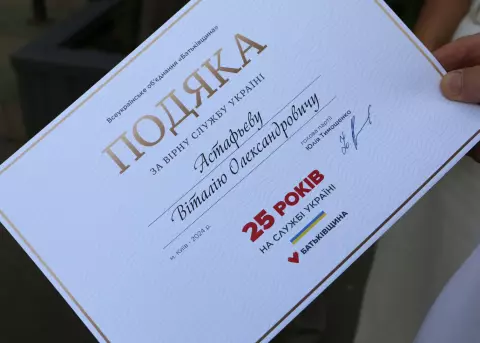 Всеукраїнське об'єднання «Батьківщина»
ПОДЯКА
ЗА ВІРНУ СЛУЖБУ УКРАЇНІ
Астафьєву
Віталію Олександровичу
голова партії
Юлія Тимошенко
м. Київ - 2024 р.
25 РОКІВ
НА СЛУЖБІ УКРАЇНІ
БАТЬКІВЩИНА